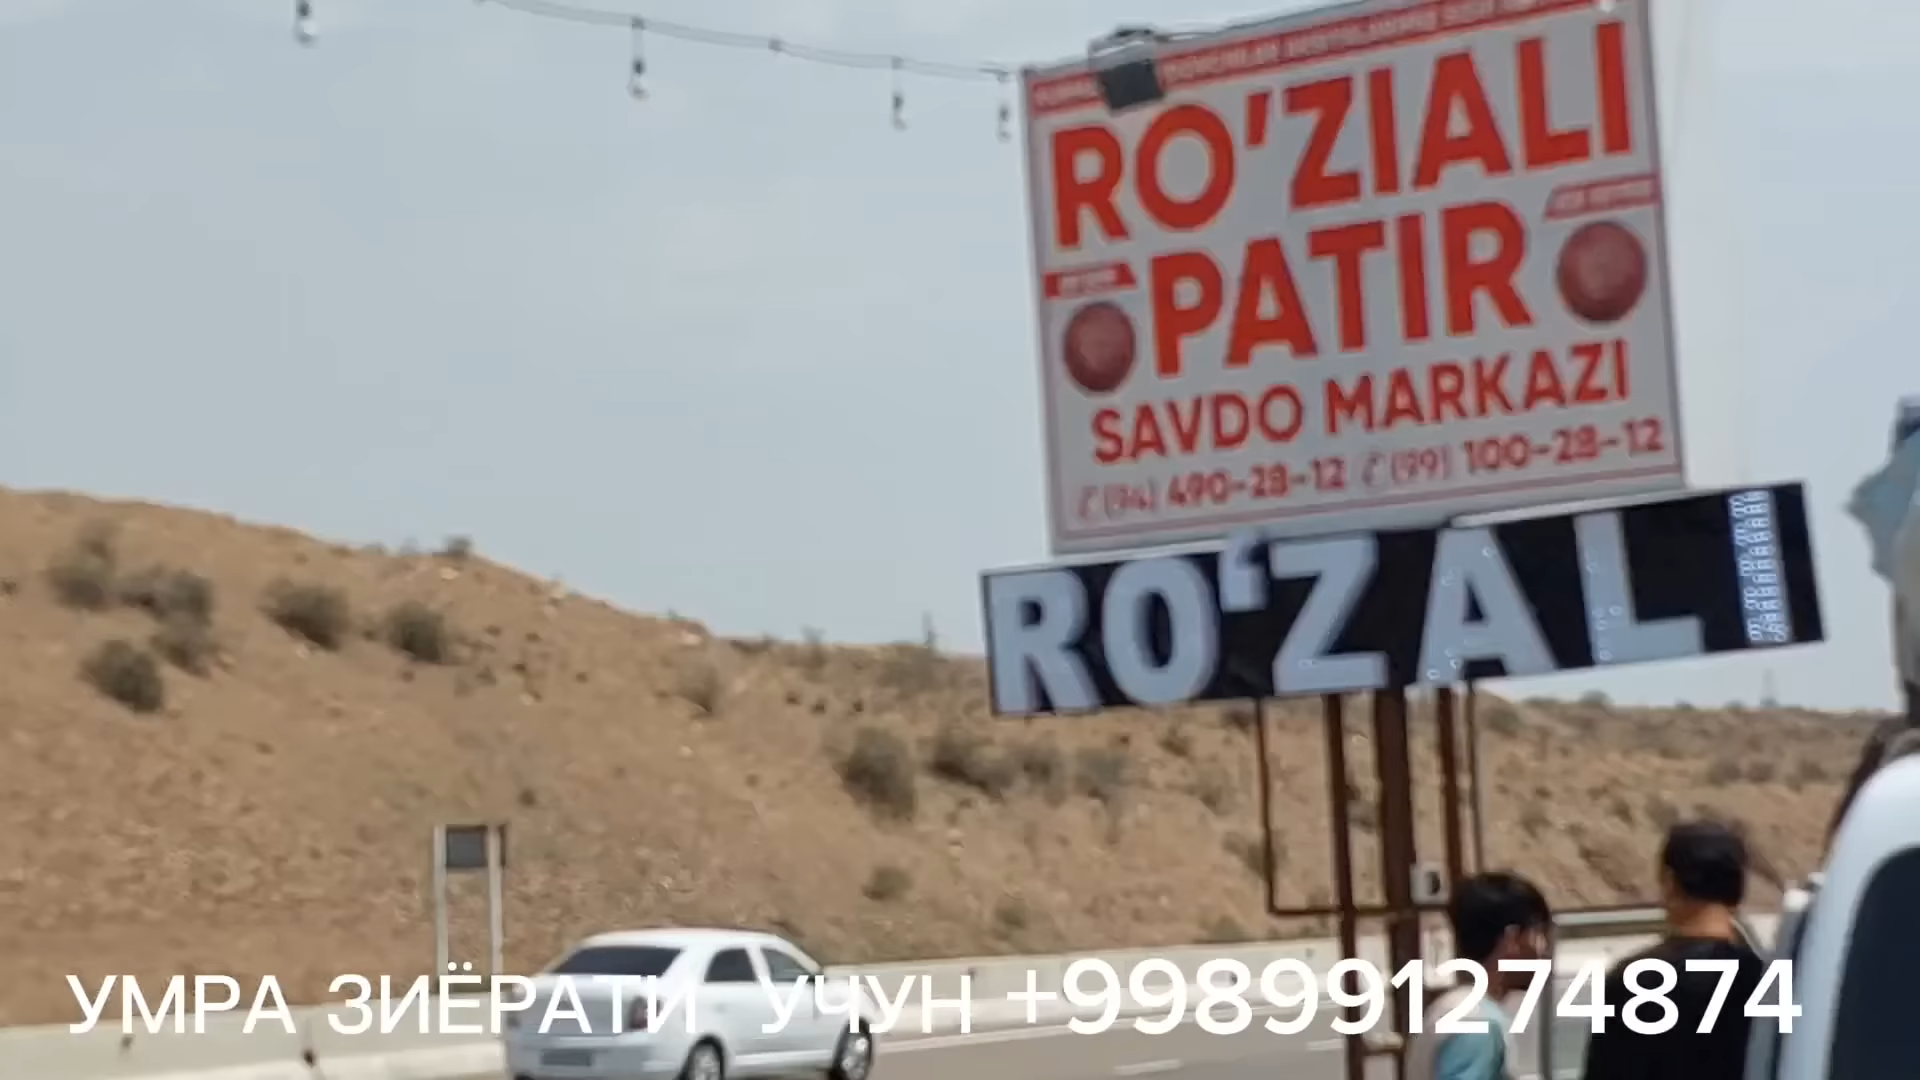 RO'ZIALI
PATIR
SAVDO MARKAZI
(94) 490-28-12 (99) 100-28-12
RO‘ZAL
УМРА ЗИЁРАТИ УЧУН +998991274874